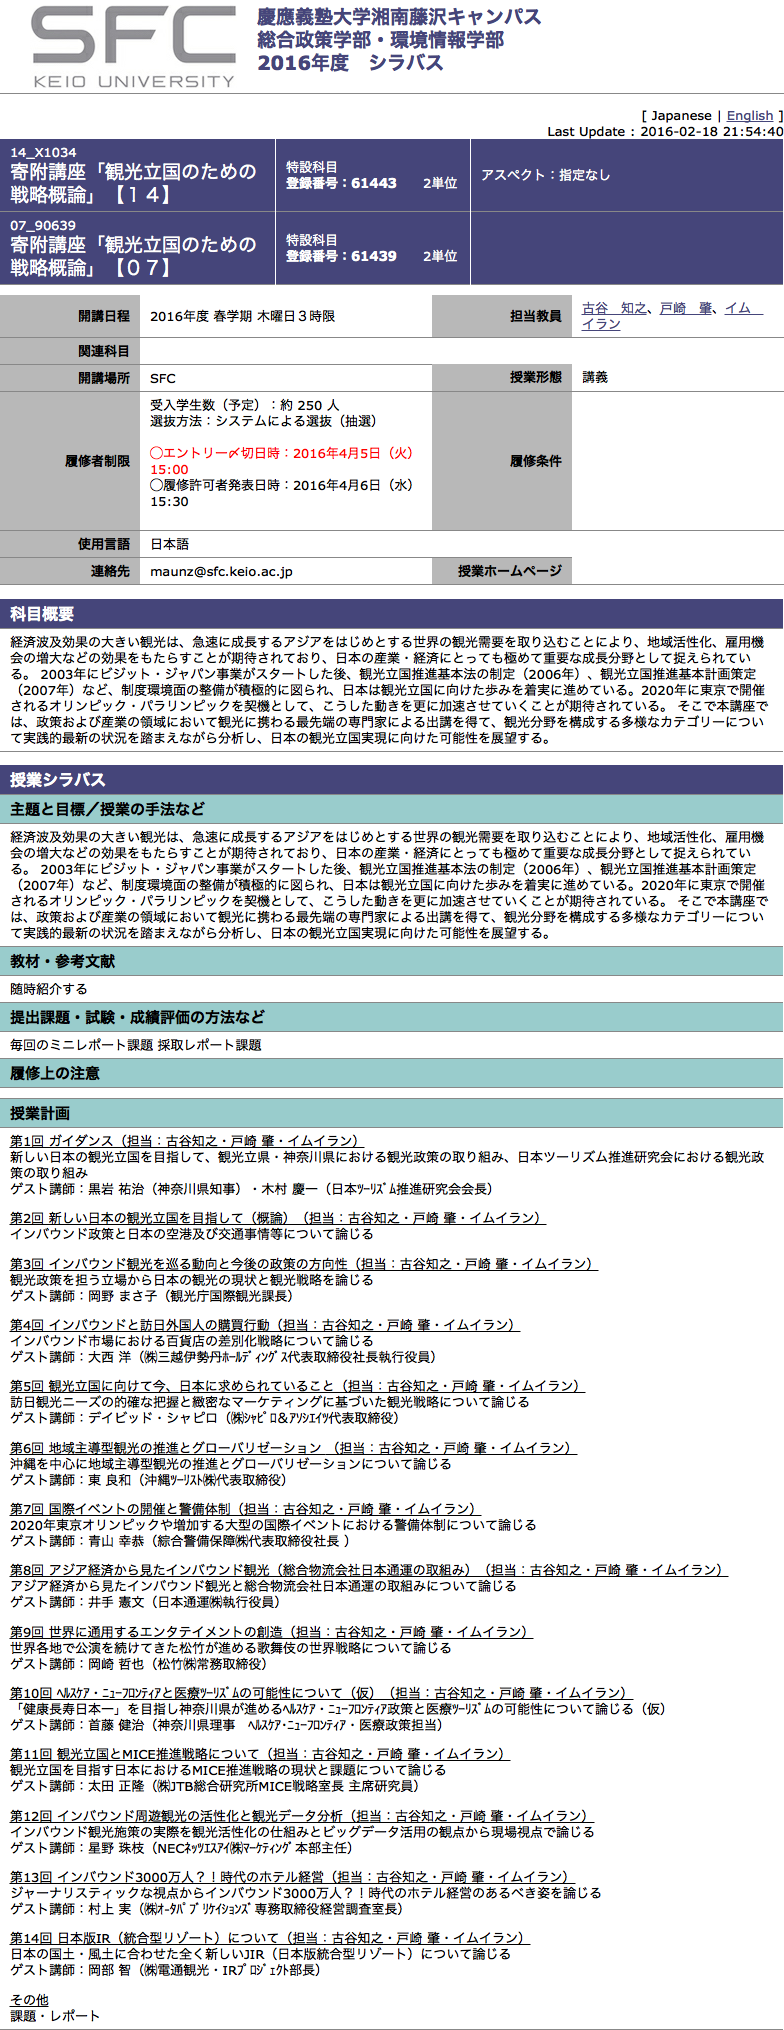 SFC
KEIO UNIVERSITY
慶應義塾大学湘南藤沢キャンパス
総合政策学部・環境情報学部
2016年度　シラバス
[ Japanese | English ]
Last Update : 2016-02-18 21:54:40
14_X1034
寄附講座「観光立国のための
戦略概論」【１４】
特設科目
登録番号：61443　2単位
アスペクト：指定なし
07_90639
寄附講座「観光立国のための
戦略概論」【０７】
特設科目
登録番号：61439　2単位
開講日程
2016年度 春学期 木曜日３時限
担当教員
古谷　知之、戸崎　肇、イム　
イラン
関連科目
開講場所
SFC
授業形態
講義
履修者制限
受入学生数（予定）：約 250 人
選抜方法：システムによる選抜（抽選）
◯エントリー〆切日時：2016年4月5日（火）
15:00
◯履修許可者発表日時：2016年4月6日（水）
15:30
履修条件
使用言語
日本語
連絡先
maunz@sfc.keio.ac.jp
授業ホームページ
科目概要
経済波及効果の大きい観光は、急速に成長するアジアをはじめとする世界の観光需要を取り込むことにより、地域活性化、雇用機
会の増大などの効果をもたらすことが期待されており、日本の産業・経済にとっても極めて重要な成長分野として捉えられてい
る。 2003年にビジット・ジャパン事業がスタートした後、観光立国推進基本法の制定（2006年）、観光立国推進基本計画策定
（2007年）など、制度環境面の整備が積極的に図られ、日本は観光立国に向けた歩みを着実に進めている。2020年に東京で開催
されるオリンピック・パラリンピックを契機として、こうした動きを更に加速させていくことが期待されている。 そこで本講座で
は、政策および産業の領域において観光に携わる最先端の専門家による出講を得て、観光分野を構成する多様なカテゴリーについ
て実践的最新の状況を踏まえながら分析し、日本の観光立国実現に向けた可能性を展望する。
授業シラバス
主題と目標／授業の手法など
経済波及効果の大きい観光は、急速に成長するアジアをはじめとする世界の観光需要を取り込むことにより、地域活性化、雇用機
会の増大などの効果をもたらすことが期待されており、日本の産業・経済にとっても極めて重要な成長分野として捉えられてい
る。 2003年にビジット・ジャパン事業がスタートした後、観光立国推進基本法の制定（2006年）、観光立国推進基本計画策定
（2007年）など、制度環境面の整備が積極的に図られ、日本は観光立国に向けた歩みを着実に進めている。2020年に東京で開催
されるオリンピック・パラリンピックを契機として、こうした動きを更に加速させていくことが期待されている。 そこで本講座で
は、政策および産業の領域において観光に携わる最先端の専門家による出講を得て、観光分野を構成する多様なカテゴリーについ
て実践的最新の状況を踏まえながら分析し、日本の観光立国実現に向けた可能性を展望する。
教材・参考文献
随時紹介する
提出課題・試験・成績評価の方法など
毎回のミニレポート課題 採取レポート課題
履修上の注意
授業計画
第1回 ガイダンス（担当：古谷知之・戸崎 肇・イムイラン）
新しい日本の観光立国を目指して、観光立県・神奈川県における観光政策の取り組み、日本ツーリズム推進研究会における観光政
策の取り組み
ゲスト講師：黒岩 祐治（神奈川県知事）・木村 慶一（日本ﾂｰﾘｽﾞﾑ推進研究会会長）
第2回 新しい日本の観光立国を目指して（概論）（担当：古谷知之・戸崎 肇・イムイラン）
インバウンド政策と日本の空港及び交通事情等について論じる
第3回 インバウンド観光を巡る動向と今後の政策の方向性（担当：古谷知之・戸崎 肇・イムイラン）
観光政策を担う立場から日本の観光の現状と観光戦略を論じる
ゲスト講師：岡野 まさ子（観光庁国際観光課長）
第4回 インバウンドと訪日外国人の購買行動（担当：古谷知之・戸崎 肇・イムイラン）
インバウンド市場における百貨店の差別化戦略について論じる
ゲスト講師：大西 洋（㈱三越伊勢丹ﾎｰﾙﾃﾞｨﾝｸﾞｽ代表取締役社長執行役員）
第5回 観光立国に向けて今、日本に求められていること（担当：古谷知之・戸崎 肇・イムイラン）
訪日観光ニーズの的確な把握と緻密なマーケティングに基づいた観光戦略について論じる
ゲスト講師：デイビッド・シャピロ（㈱ｼｬﾋﾟﾛ＆ｱｿｼｴｲﾂ代表取締役）
第6回 地域主導型観光の推進とグローバリゼーション （担当：古谷知之・戸崎 肇・イムイラン）
沖縄を中心に地域主導型観光の推進とグローバリゼーションについて論じる
ゲスト講師：東 良和（沖縄ﾂｰﾘｽﾄ㈱代表取締役）
第7回 国際イベントの開催と警備体制（担当：古谷知之・戸崎 肇・イムイラン）
2020年東京オリンピックや増加する大型の国際イベントにおける警備体制について論じる
ゲスト講師：青山 幸恭（綜合警備保障㈱代表取締役社長 ）
第8回 アジア経済から見たインバウンド観光（総合物流会社日本通運の取組み）（担当：古谷知之・戸崎 肇・イムイラン）
アジア経済から見たインバウンド観光と総合物流会社日本通運の取組みについて論じる
ゲスト講師：井手 憲文（日本通運㈱執行役員）
第9回 世界に通用するエンタテイメントの創造（担当：古谷知之・戸崎 肇・イムイラン）
世界各地で公演を続けてきた松竹が進める歌舞伎の世界戦略について論じる
ゲスト講師：岡崎 哲也（松竹㈱常務取締役）
第10回 ﾍﾙｽｹｱ・ﾆｭｰﾌﾛﾝﾃｨｱと医療ﾂｰﾘｽﾞﾑの可能性について（仮）（担当：古谷知之・戸崎 肇・イムイラン）
「健康長寿日本一」を目指し神奈川県が進めるﾍﾙｽｹｱ・ﾆｭｰﾌﾛﾝﾃｨｱ政策と医療ﾂｰﾘｽﾞﾑの可能性について論じる（仮）
ゲスト講師：首藤 健治（神奈川県理事　ﾍﾙｽｹｱ・ﾆｭｰﾌﾛﾝﾃｨｱ・医療政策担当）
第11回 観光立国とMICE推進戦略について（担当：古谷知之・戸崎 肇・イムイラン）
観光立国を目指す日本におけるMICE推進戦略の現状と課題について論じる
ゲスト講師：太田 正隆（㈱JTB総合研究所MICE戦略室長 主席研究員）
第12回 インバウンド周遊観光の活性化と観光データ分析（担当：古谷知之・戸崎 肇・イムイラン）
インバウンド観光施策の実際を観光活性化の仕組みとビッグデータ活用の観点から現場視点で論じる
ゲスト講師：星野 珠枝（NECﾈｯﾂｴｽｱｲ㈱ﾏｰｹﾃｨﾝｸﾞ本部主任）
第13回 インバウンド3000万人？！時代のホテル経営（担当：古谷知之・戸崎 肇・イムイラン）
ジャーナリスティックな視点からインバウンド3000万人？！時代のホテル経営のあるべき姿を論じる
ゲスト講師：村上 実（㈱ｵｰﾀﾊﾟﾌﾞﾘｹｲｼｮﾝｽﾞ専務取締役経営調査室長）
第14回 日本版IR（統合型リゾート）について（担当：古谷知之・戸崎 肇・イムイラン）
日本の国土・風土に合わせた全く新しいJIR（日本版統合型リゾート）について論じる
ゲスト講師：岡部 智（㈱電通観光・IRﾌﾟﾛｼﾞｪｸﾄ部長）
その他
課題・レポート